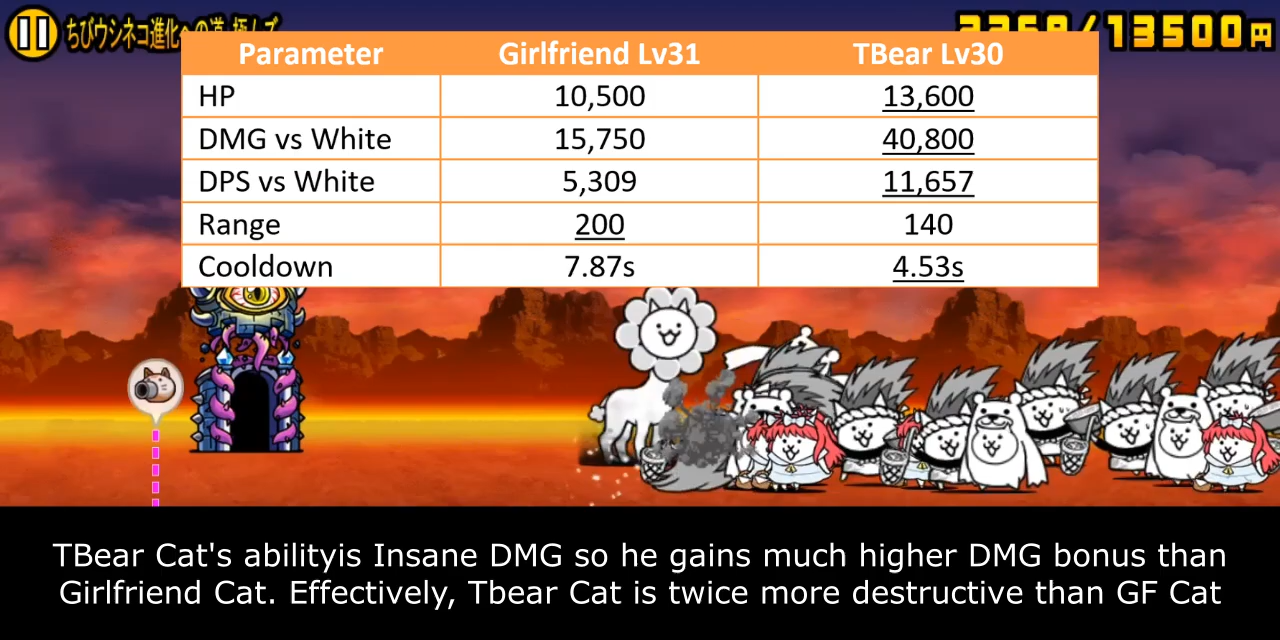 ちびウシネコ進化への道 極ムズ
2258/13500円
Parameter Girlfriend Lv31 TBear Lv30
HP 10,500 13,600
DMG vs White 15,750 40,800
DPS vs White 5,309 11,657
Range 200 140
Cooldown 7.87s 4.53s
TBear Cat's abilityis Insane DMG so he gains much higher DMG bonus than
Girlfriend Cat. Effectively, Tbear Cat is twice more destructive than GF Cat